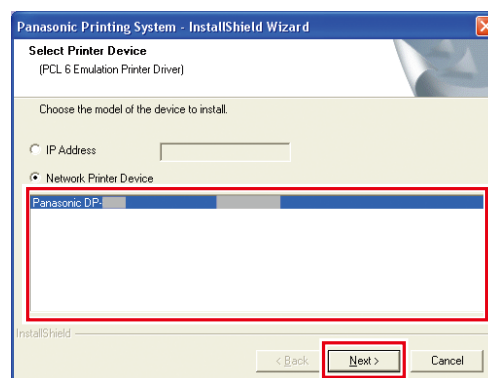 Panasonic Printing System - InstallShield Wizard
Select Printer Device
(PCL 6 Emulation Printer Driver)
Choose the model of the device to install.
IP Address
Network Printer Device
Panasonic DP-
InstallShield
< Back Next > Cancel